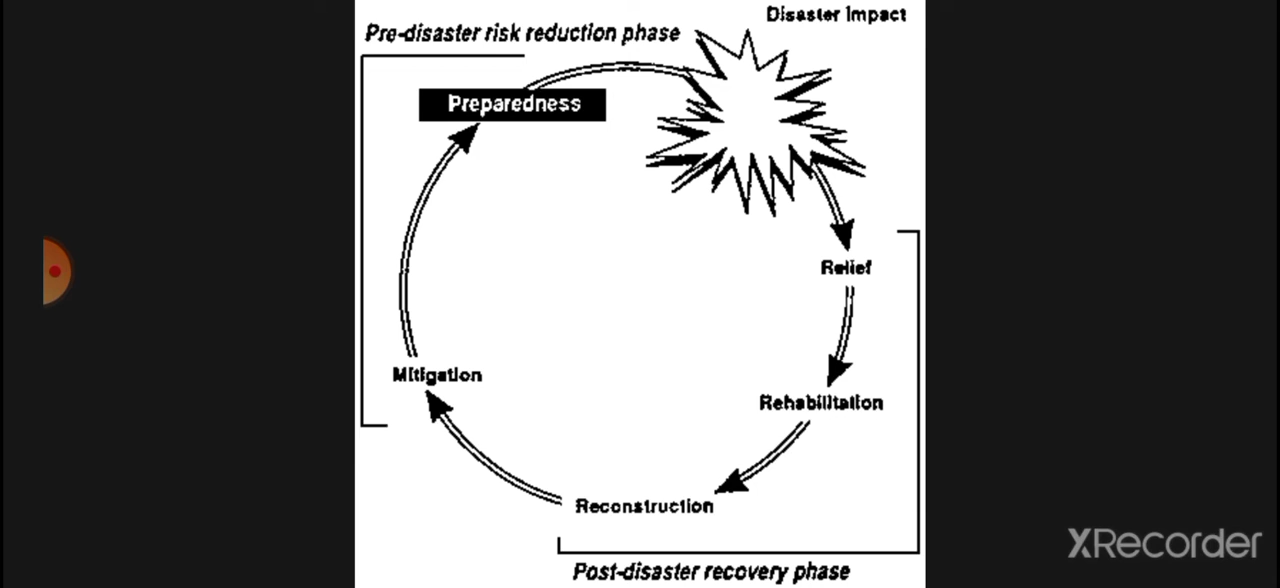 Disaster Impact
Pre-disaster risk reduction phase
Preparedness
Relief
Mitigation
Rehabilitation
Reconstruction
Post-disaster recovery phase
XRecorder